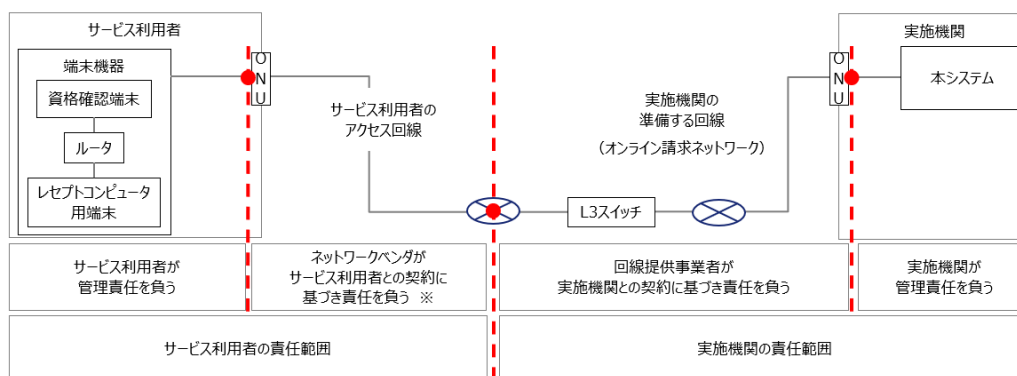 サービス利用者
端末機器
資格確認端末
ルータ
レセプトコンピュータ
用端末
ONU
サービス利用者の
アクセス回線
実施機関の
準備する回線
(オンライン請求ネットワーク)
L3スイッチ
ONU
実施機関
本システム
サービス利用者が
管理責任を負う
ネットワークベンダが
サービス利用者との契約に
基づき責任を負う ※
回線提供事業者が
実施機関との契約に基づき責任を負う
実施機関が
管理責任を負う
サービス利用者の責任範囲
実施機関の責任範囲